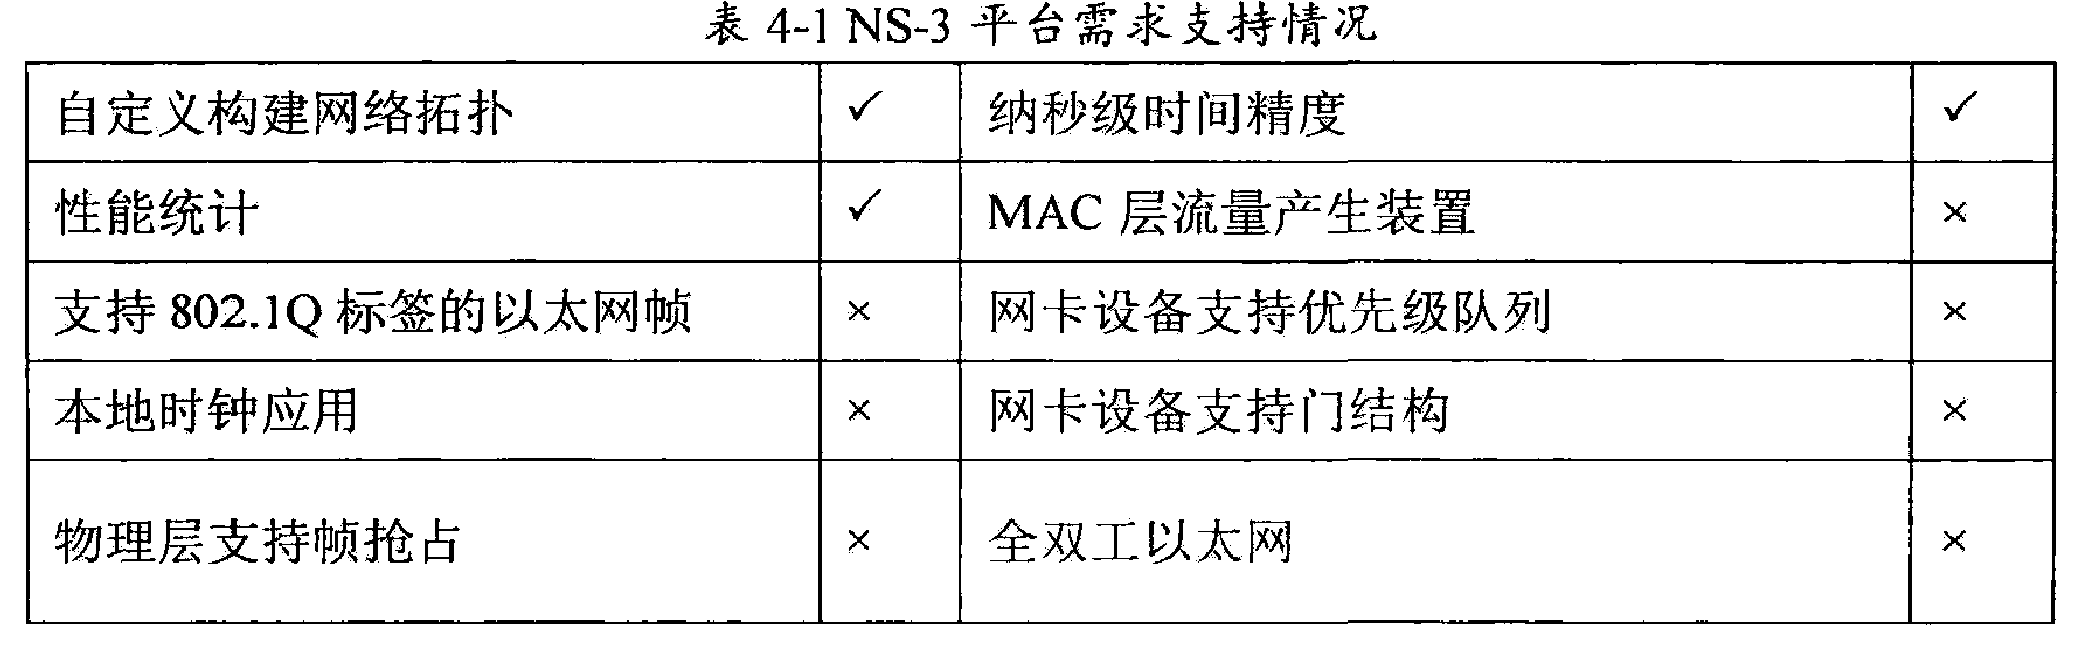 表 4-1 NS-3 平台需求支持情况
自定义构建网络拓扑 ✓ 纳秒级时间精度 ✓
性能统计 ✓ MAC 层流量产生装置 ×
支持 802.1Q 标签的以太网帧 × 网卡设备支持优先级队列 ×
本地时钟应用 × 网卡设备支持门结构 ×
物理层支持帧抢占 × 全双工以太网 ×